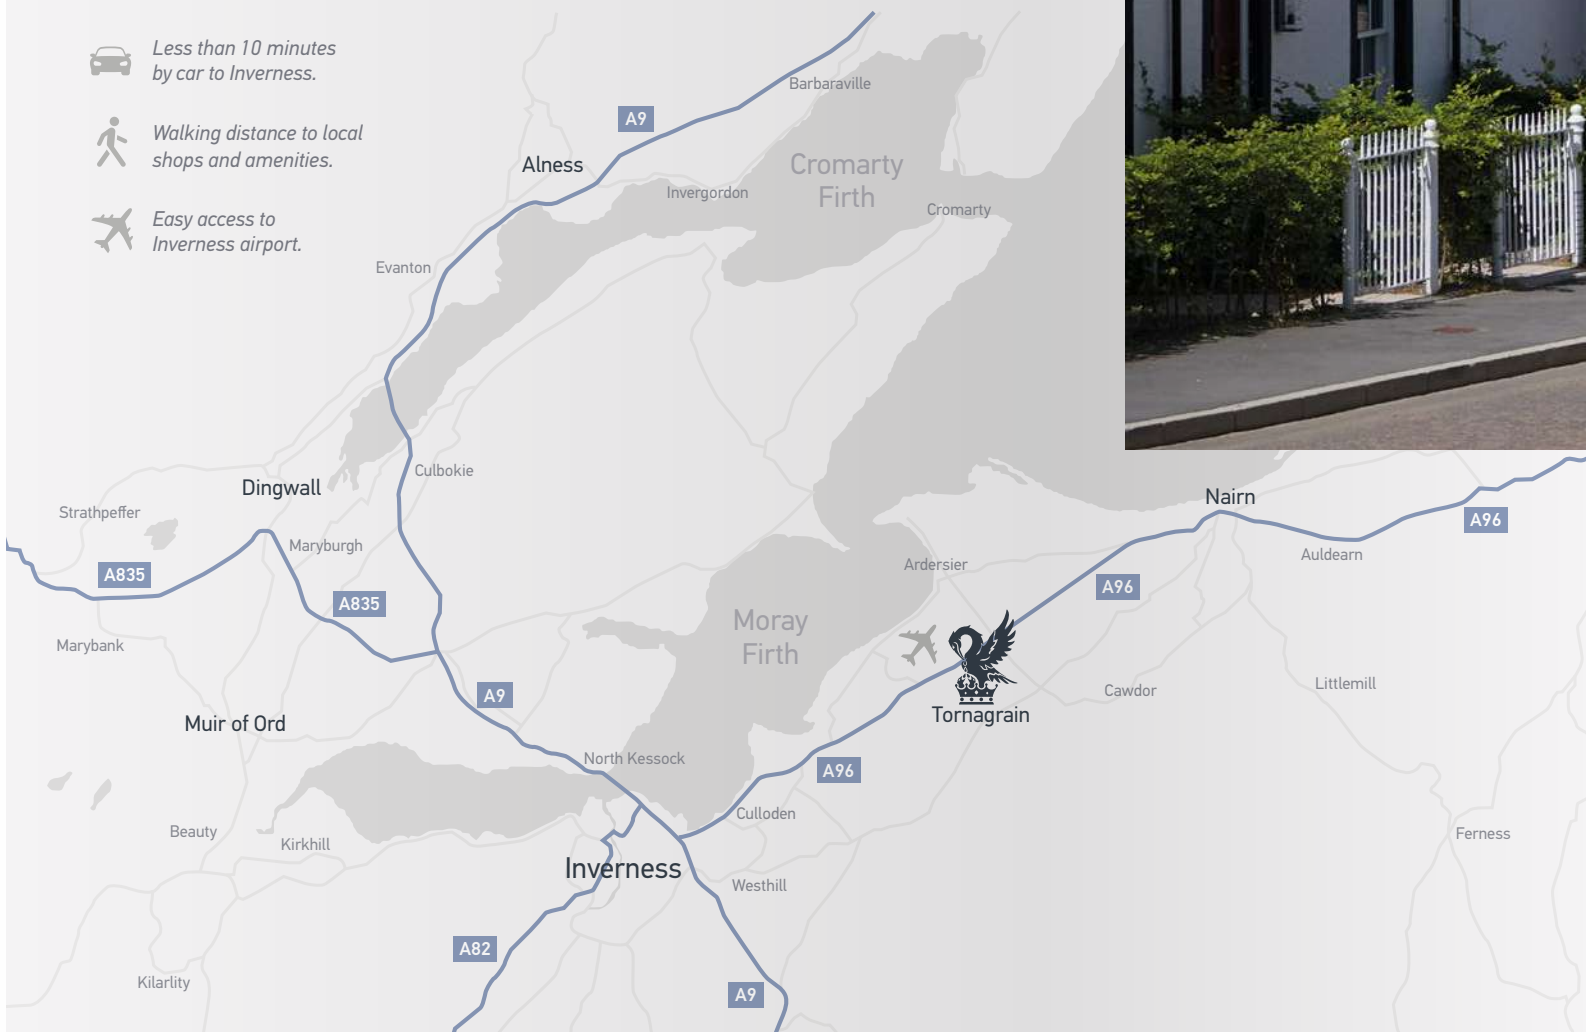 Less than 10 minutes
by car to Inverness.
Walking distance to local
shops and amenities.
Easy access to
Inverness airport.
Barbaraville
A9
Alness
Cromarty
Firth
Invergordon
Cromarty
Evanton
Culbokie
Dingwall
Nairn
Strathpeffer
A96
Maryburgh
Auldearn
Ardersier
A835
A96
A835
Moray
Firth
Marybank
Littlemill
Cawdor
A9
Tornagrain
Muir of Ord
North Kessock
A96
Culloden
Beauty
Ferness
Kirkhill
Inverness
Westhill
A82
Kilarlity
A9